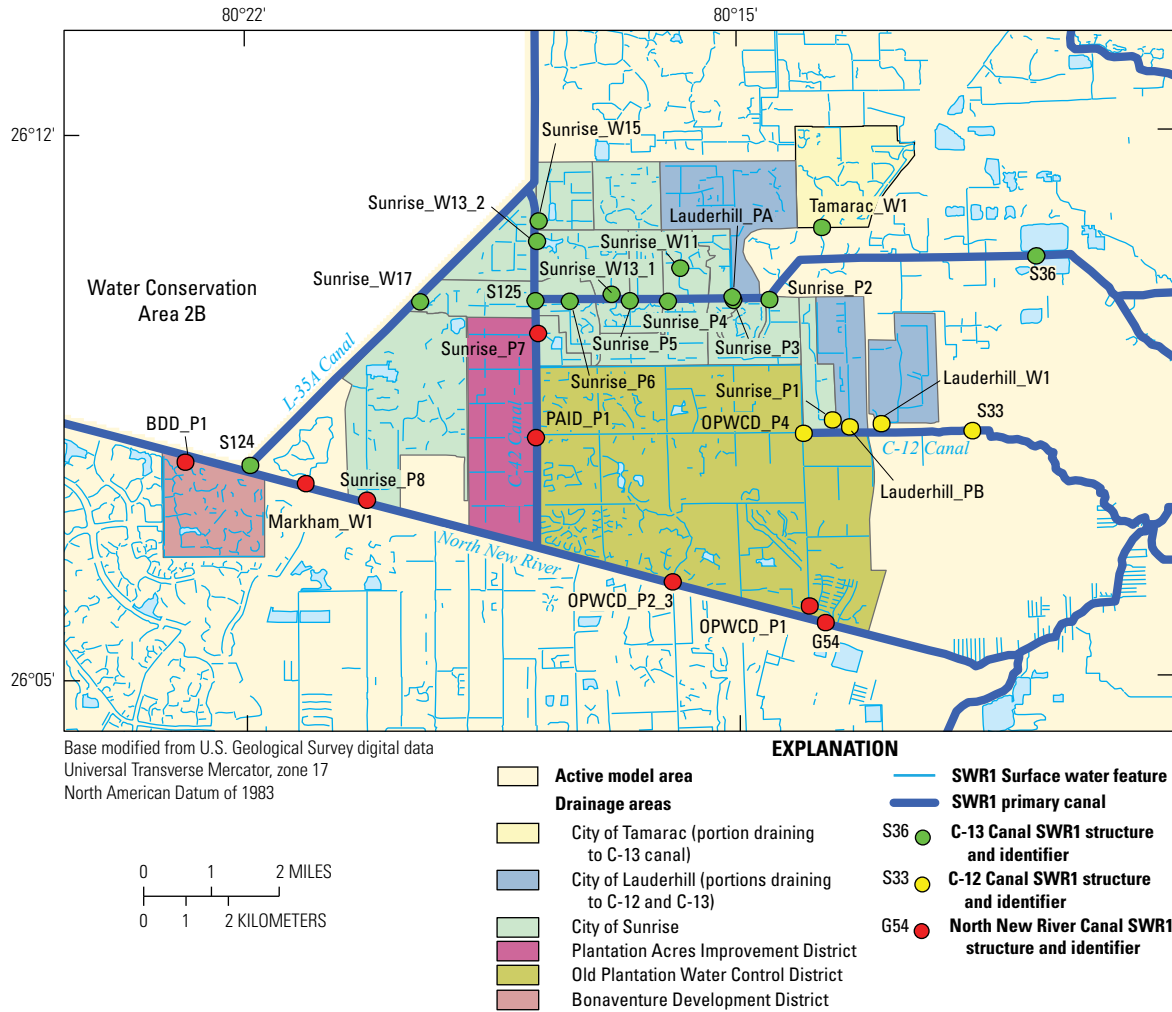 80°22'
80°15'
26°12'
Sunrise_W15
Sunrise_W13_2
Lauderhill_PA
Tamarac_W1
Sunrise_W11
Sunrise_W17
Sunrise_W13_1
S36
Water Conservation
Area 2B
S125
Sunrise_P2
Sunrise_P4
Sunrise_P5
Sunrise_P3
Sunrise_P7
L-35A Canal
Sunrise_P6
Lauderhill_W1
Sunrise_P1
BDD_P1
PAID_P1
OPWCD_P4
S33
S124
C-42 Canal
C-12 Canal
Sunrise_P8
Lauderhill_PB
Markham_W1
North New River
OPWCD_P2_3
OPWCD_P1
G54
26°05'
Base modified from U.S. Geological Survey digital data
Universal Transverse Mercator, zone 17
North American Datum of 1983
0 1 2 MILES
0 1 2 KILOMETERS
EXPLANATION
Active model area
Drainage areas
City of Tamarac (portion draining
to C-13 canal)
City of Lauderhill (portions draining
to C-12 and C-13)
City of Sunrise
Plantation Acres Improvement District
Old Plantation Water Control District
Bonaventure Development District
SWR1 Surface water feature
SWR1 primary canal
S36 C-13 Canal SWR1 structure
and identifier
S33 C-12 Canal SWR1 structure
and identifier
G54 North New River Canal SWR1
structure and identifier